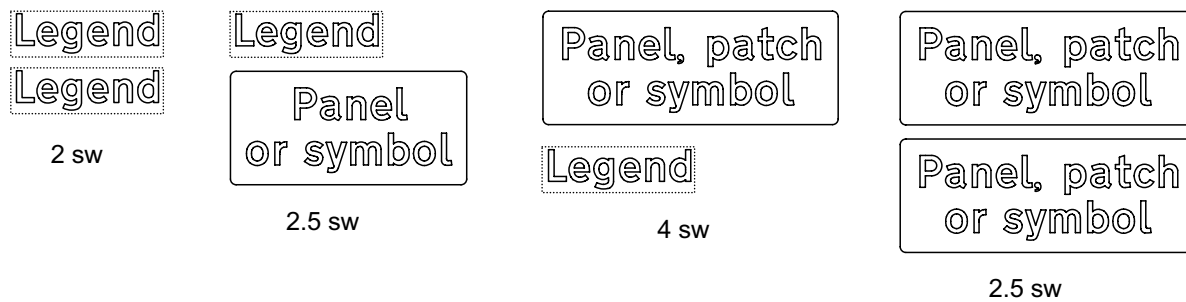 Legend
Legend
2 sw
Legend
Panel
or symbol
2.5 sw
Panel, patch
or symbol
Legend
4 sw
Panel, patch
or symbol
Panel, patch
or symbol
2.5 sw